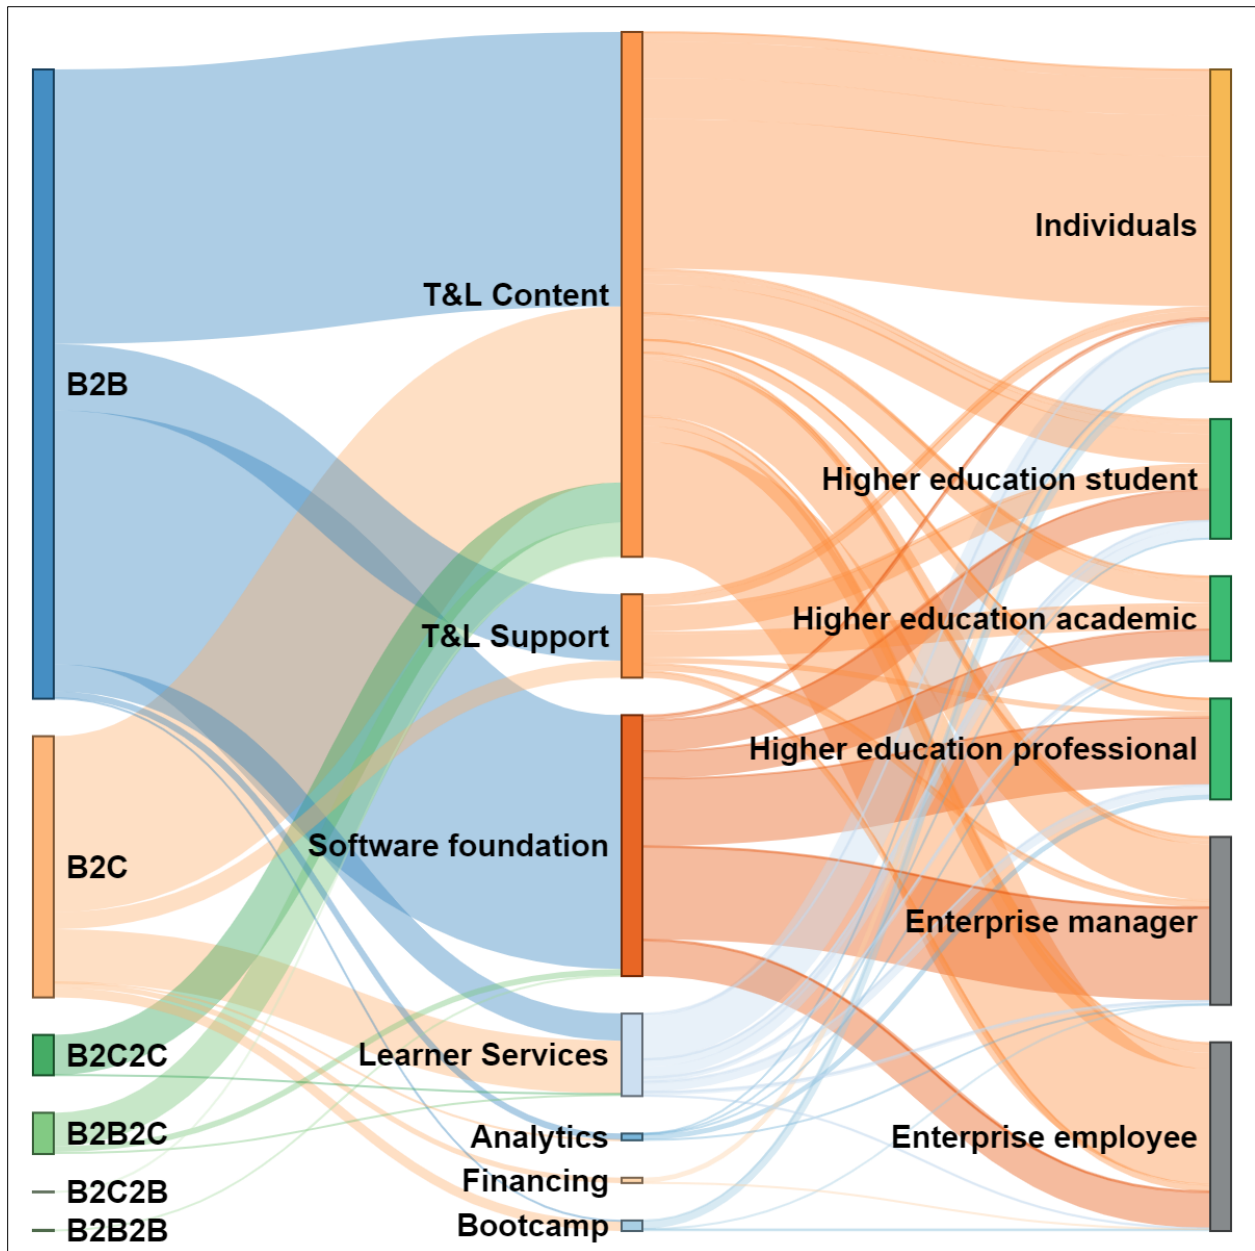 B2B
B2C
B2C2C
B2B2C
B2C2B
B2B2B
T&L Content
T&L Support
Software foundation
Learner Services
Analytics
Financing
Bootcamp
Individuals
Higher education student
Higher education academic
Higher education professional
Enterprise manager
Enterprise employee